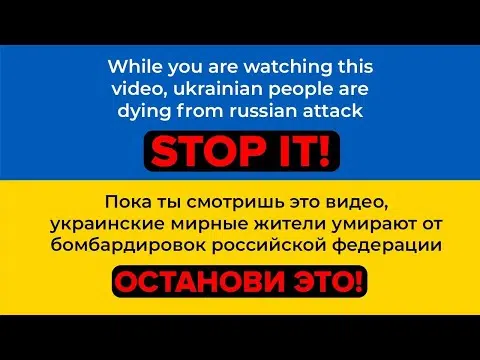 While you are watching this
video, ukrainian people are
dying from russian attack
STOP IT!
Пока ты смотришь это видео,
украинские мирные жители умирают от
бомбардировок российской федерации
ОСТАНОВИ ЭТО!